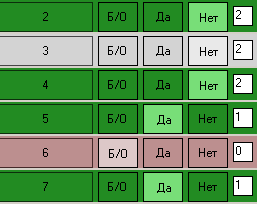 2 Б/О Да Нет 2
3 Б/О Да Нет 2
4 Б/О Да Нет 2
5 Б/О Да Нет 1
6 Б/О Да Нет 0
7 Б/О Да Нет 1